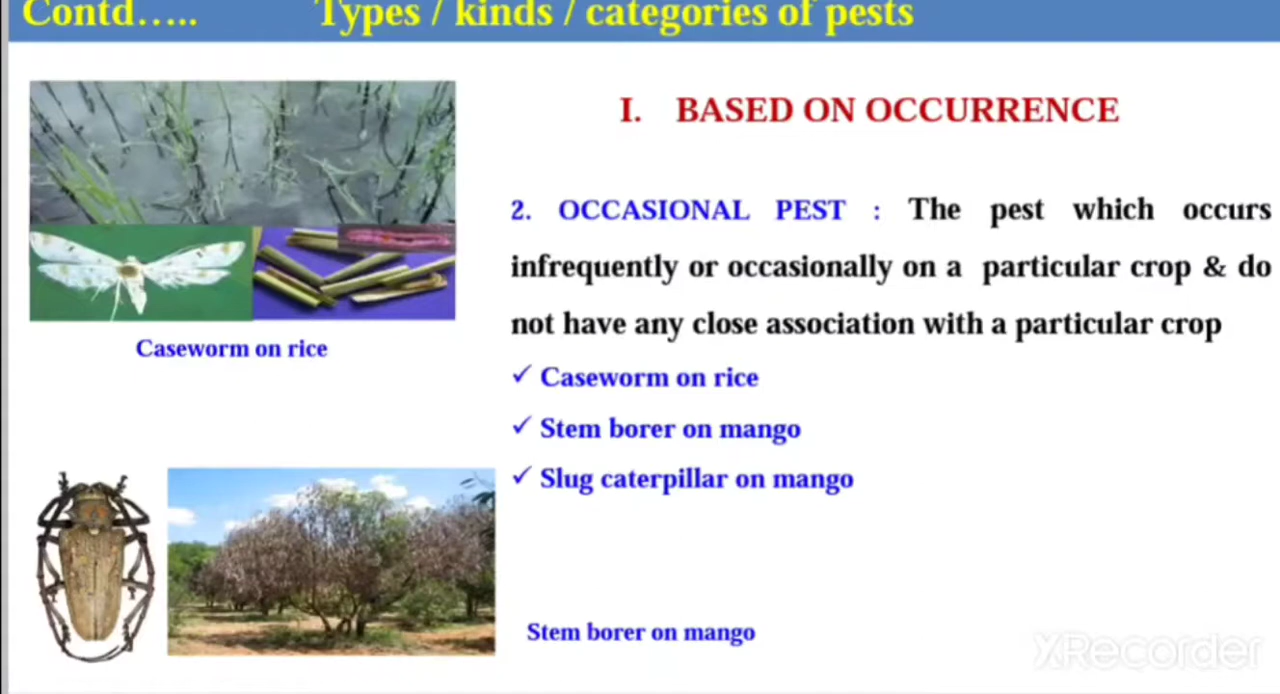 Contd….. Types / kinds / categories of pests
I. BASED ON OCCURRENCE
2. OCCASIONAL PEST : The pest which occurs
infrequently or occasionally on a particular crop & do
not have any close association with a particular crop
Caseworm on rice
✓ Caseworm on rice
✓ Stem borer on mango
✓ Slug caterpillar on mango
Stem borer on mango
XRecorder